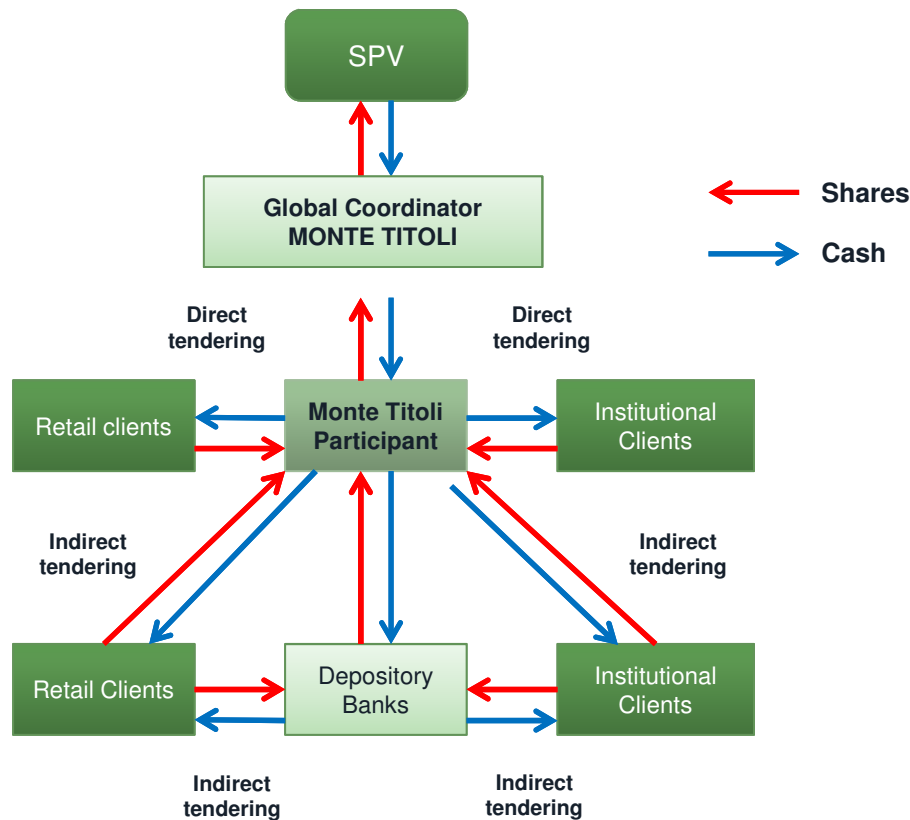 SPV
Global Coordinator
MONTE TITOLI
Shares
Cash
Direct
tendering
Direct
tendering
Retail clients
Monte Titoli
Participant
Institutional
Clients
Indirect
tendering
Indirect
tendering
Retail Clients
Depository
Banks
Institutional
Clients
Indirect
tendering
Indirect
tendering